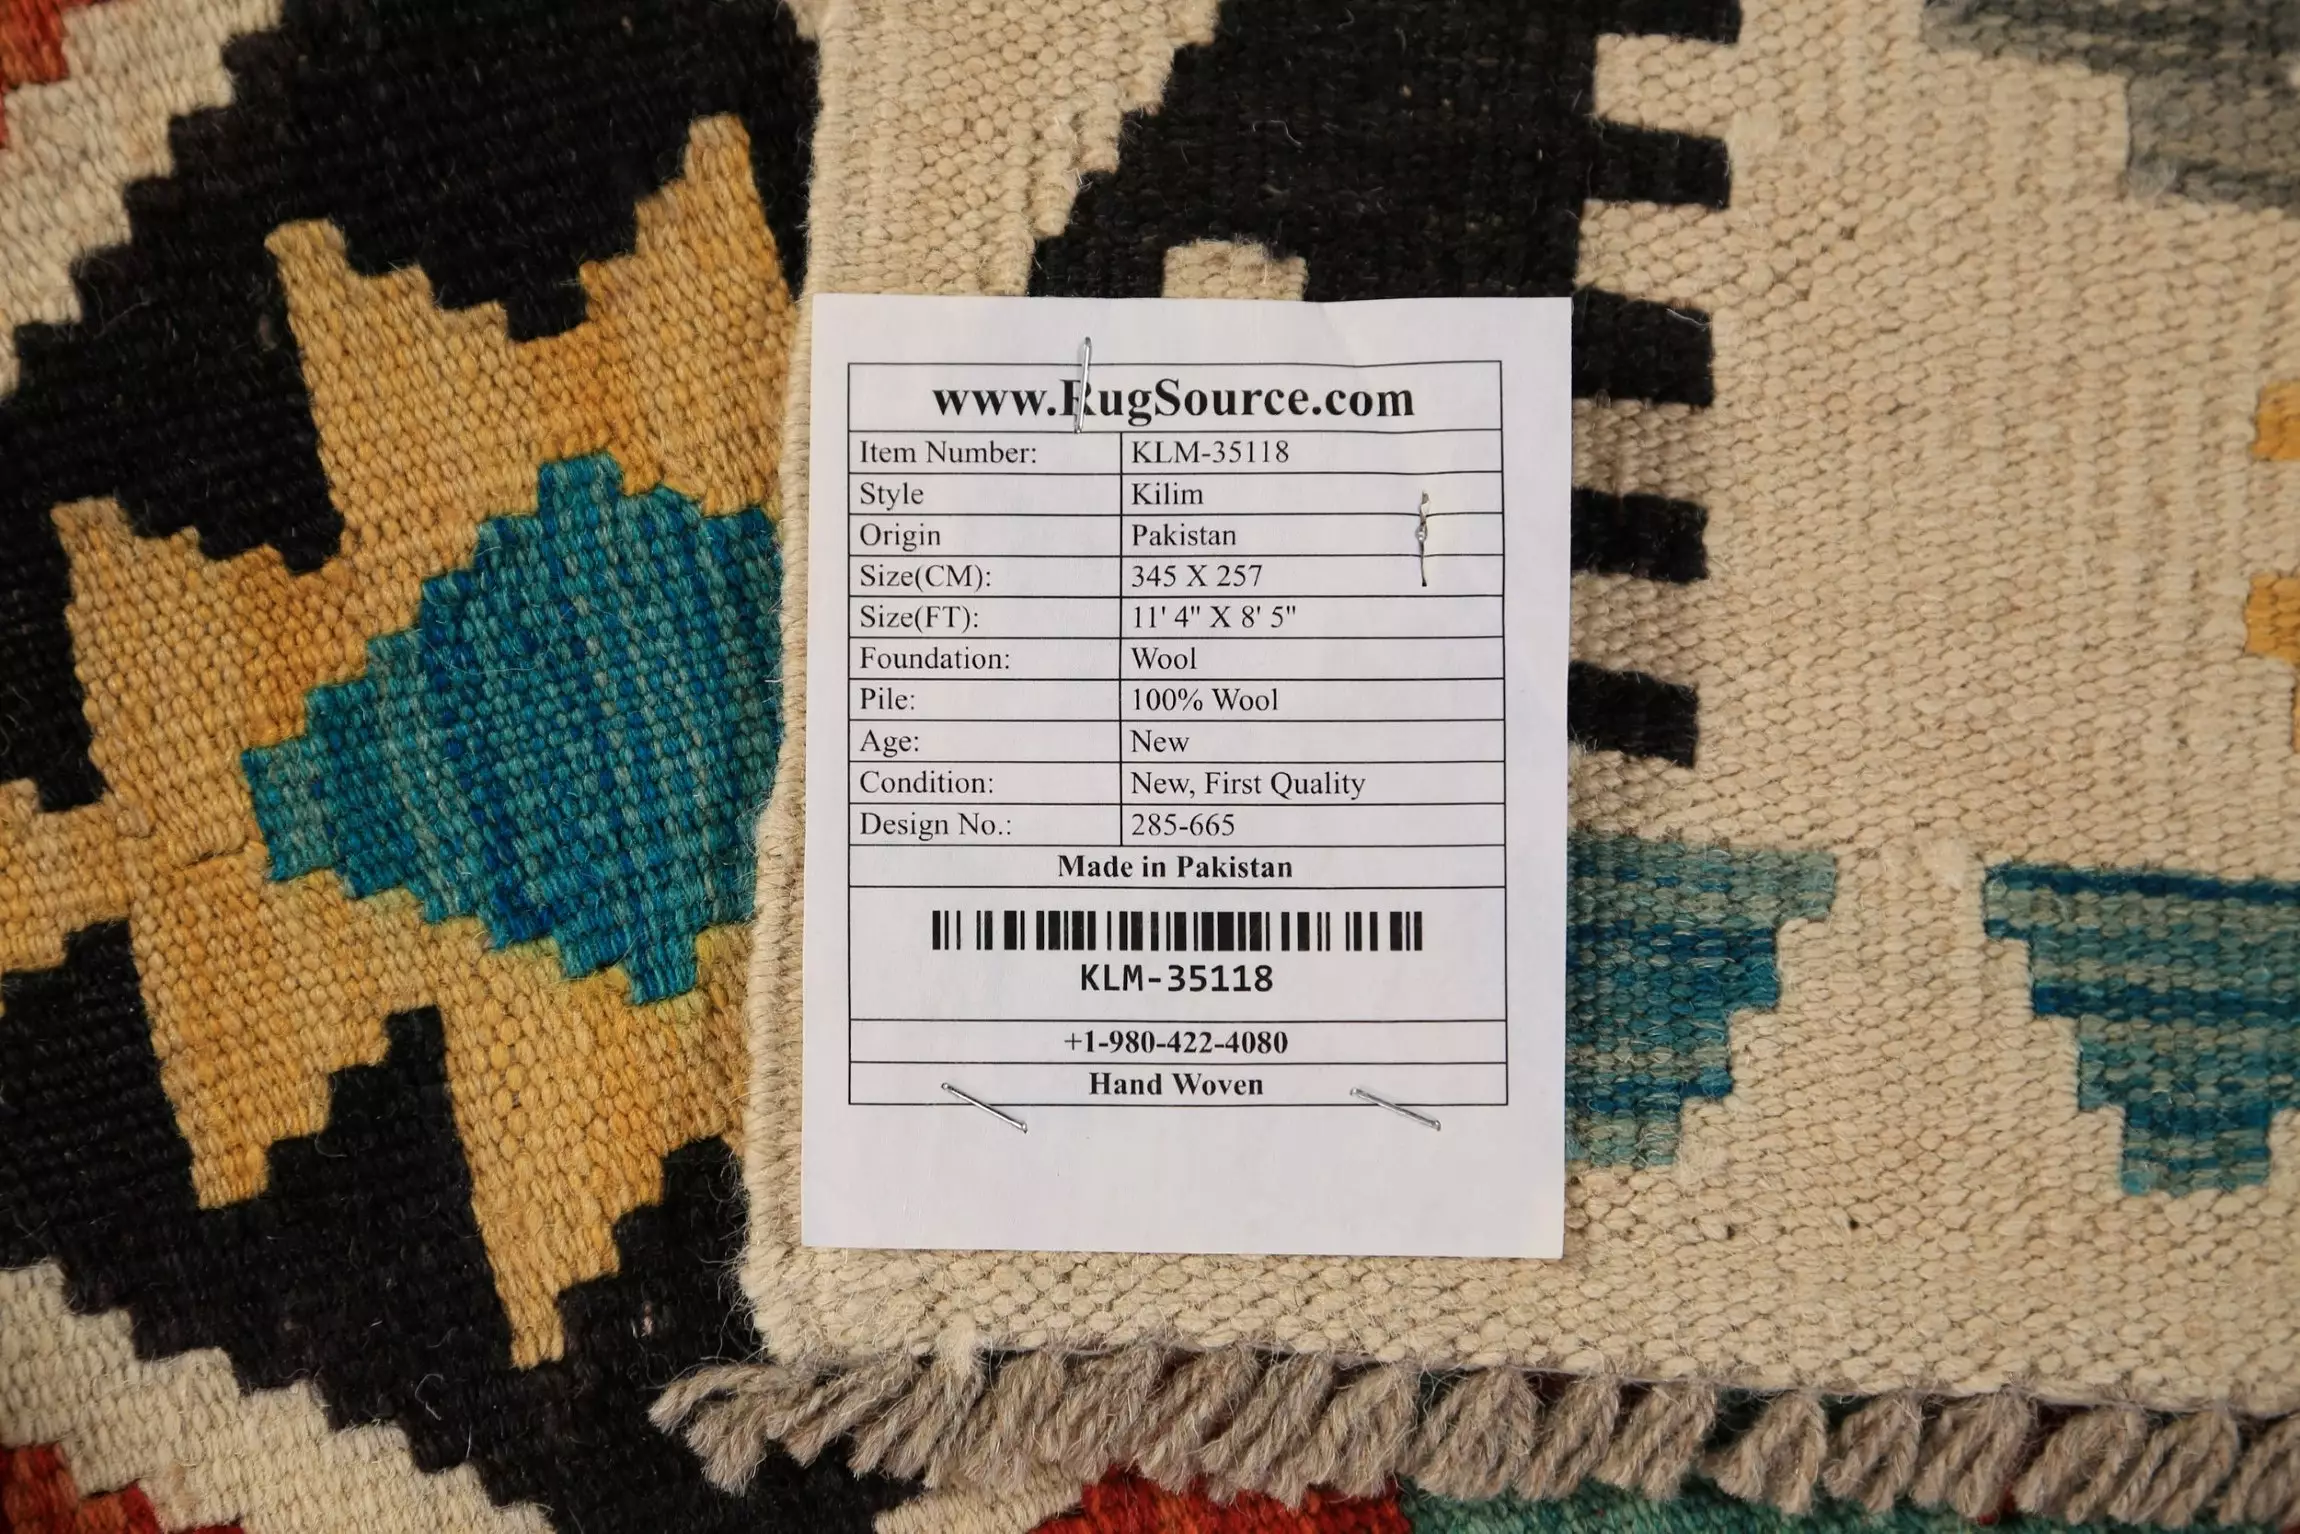 www.RugSource.com
Item Number: KLM-35118
Style Kilim
Origin Pakistan
Size(CM): 345 X 257
Size(FT): 11' 4" X 8' 5"
Foundation: Wool
Pile: 100% Wool
Age: New
Condition: New, First Quality
Design No.: 285-665
Made in Pakistan
KLM-35118
+1-980-422-4080
Hand Woven